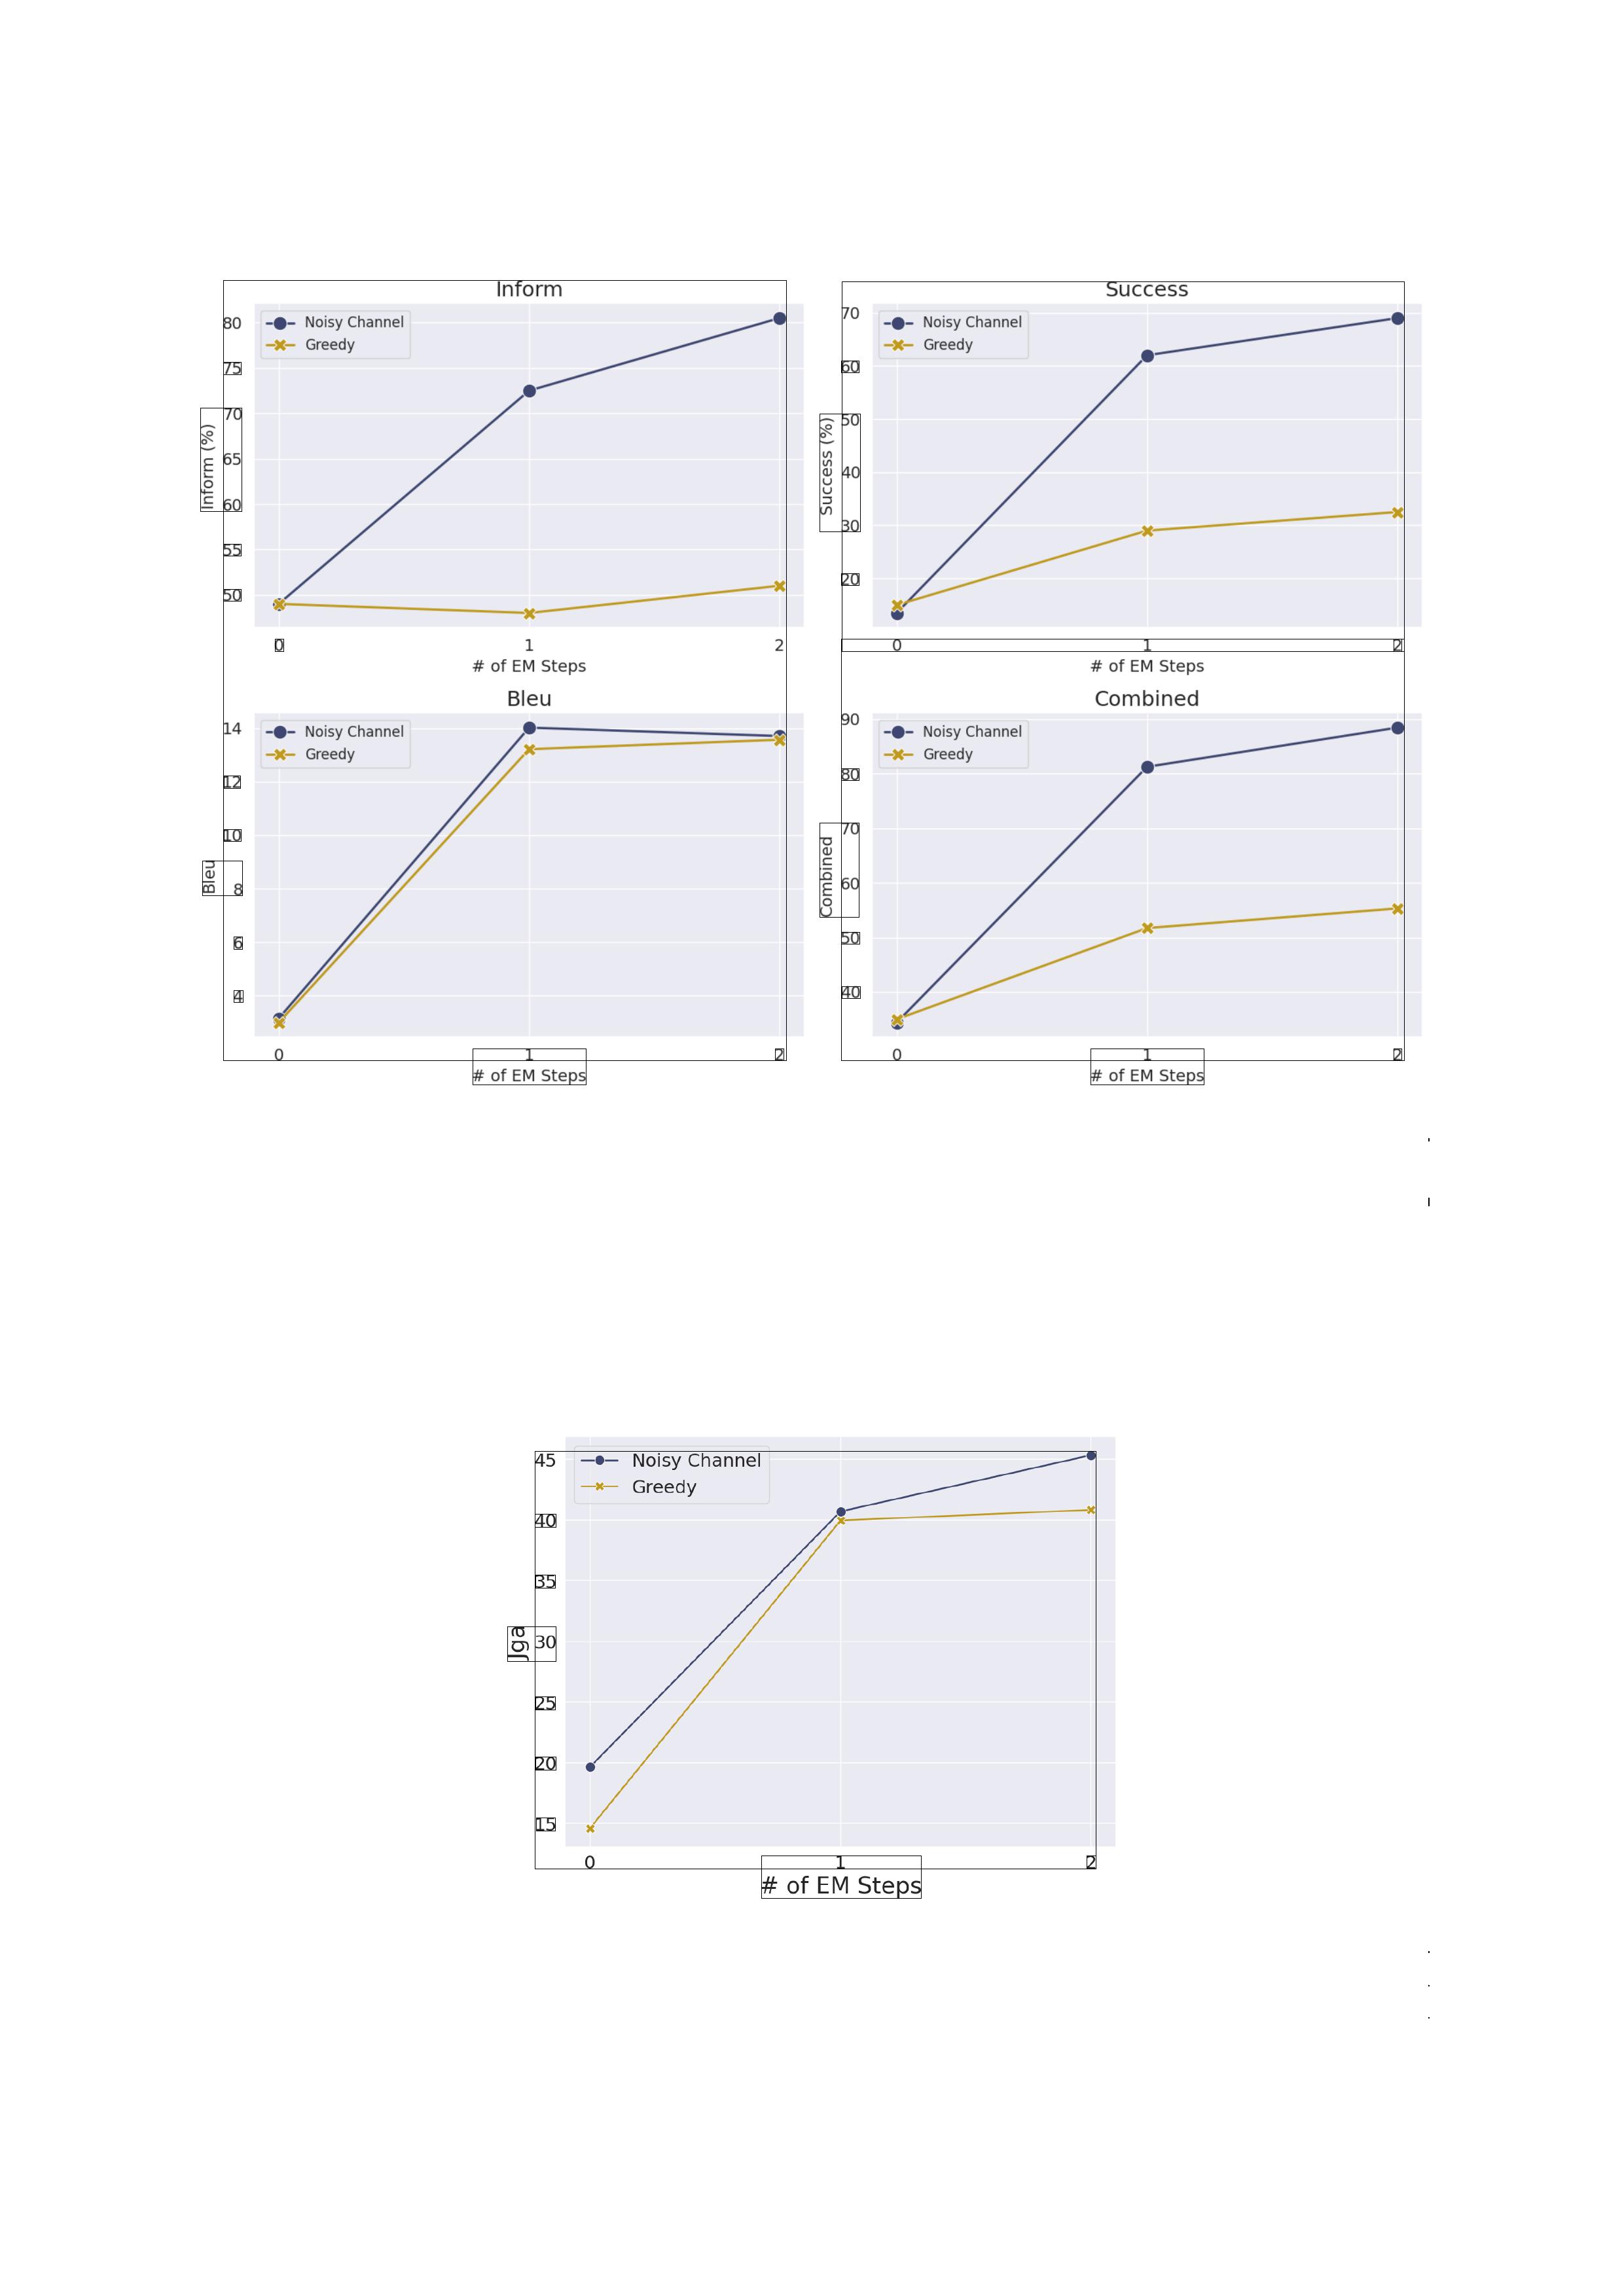 Inform
Noisy Channel
Greedy
80
75
70
65
60
55
50
Inform (%)
0 1 2
# of EM Steps
Success
Noisy Channel
Greedy
70
60
50
40
30
20
Success (%)
0 1 2
# of EM Steps
Bleu
Noisy Channel
Greedy
14
12
10
8
6
4
Bleu
0 1 2
# of EM Steps
Combined
Noisy Channel
Greedy
90
80
70
60
50
40
Combined
0 1 2
# of EM Steps
Noisy Channel
Greedy
45
40
35
30
25
20
15
Jga
0 1 2
# of EM Steps